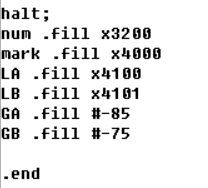 halt;
num .fill x3200
mark .fill x4000
LA .fill x4100
LB .fill x4101
GA .fill #-85
GB .fill #-75
.end